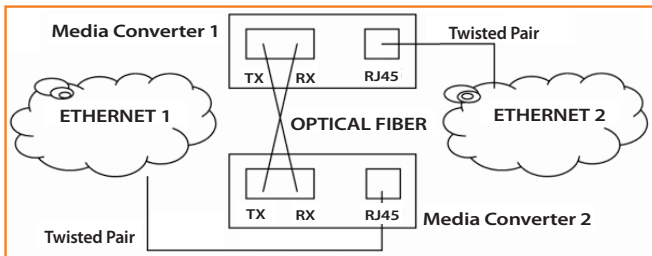 Media Converter 1
Twisted Pair
TX RX RJ45
ETHERNET 1
OPTICAL FIBER
ETHERNET 2
TX RX RJ45
Media Converter 2
Twisted Pair